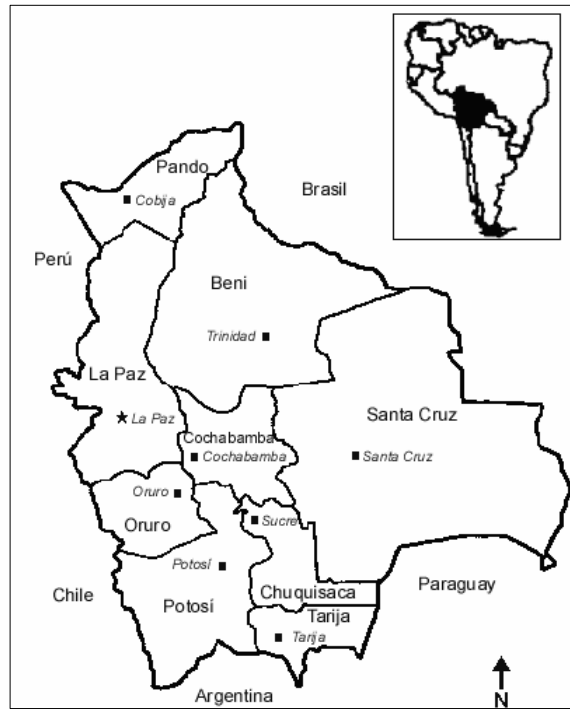 Pando
Cobija
Brasil
Perú
Beni
Trinidad
La Paz
La Paz
Santa Cruz
Cochabamba
Cochabamba
Santa Cruz
Oruro
Oruro
Sucre
Potosí
Chile
Potosí
Chuquisaca
Paraguay
Tarija
Tarija
Argentina
N